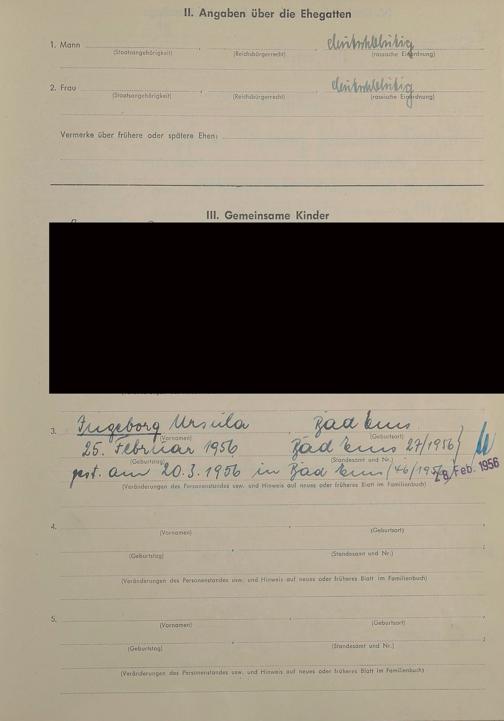 II. Angaben über die Ehegatten
1. Mann deutschblütig
(Staatsangehörigkeit) , (Reichsbürgerrecht) , (rassische Einordnung)
2. Frau deutschblütig
(Staatsangehörigkeit) , (Reichsbürgerrecht) , (rassische Einordnung)
Vermerke über frühere oder spätere Ehen:
III. Gemeinsame Kinder
3. Ingeborg Ursula , Bad Ems
(Vornamen) (Geburtsort)
25. Februar 1956 Bad Ems 27/1956
(Geburtstag) (Standesamt und Nr.)
gest. am 20.3.1956 in Bad Ems (46/1956) 28. Feb. 1956
(Veränderungen des Personenstandes usw. und Hinweis auf neues oder früheres Blatt im Familienbuch)
4. , ,
(Vornamen) (Geburtsort)
(Geburtstag) , (Standesamt und Nr.) ;
(Veränderungen des Personenstandes usw. und Hinweis auf neues oder früheres Blatt im Familienbuch)
5. , ,
(Vornamen) (Geburtsort)
(Geburtstag) , (Standesamt und Nr.) ;
(Veränderungen des Personenstandes usw. und Hinweis auf neues oder früheres Blatt im Familienbuch)